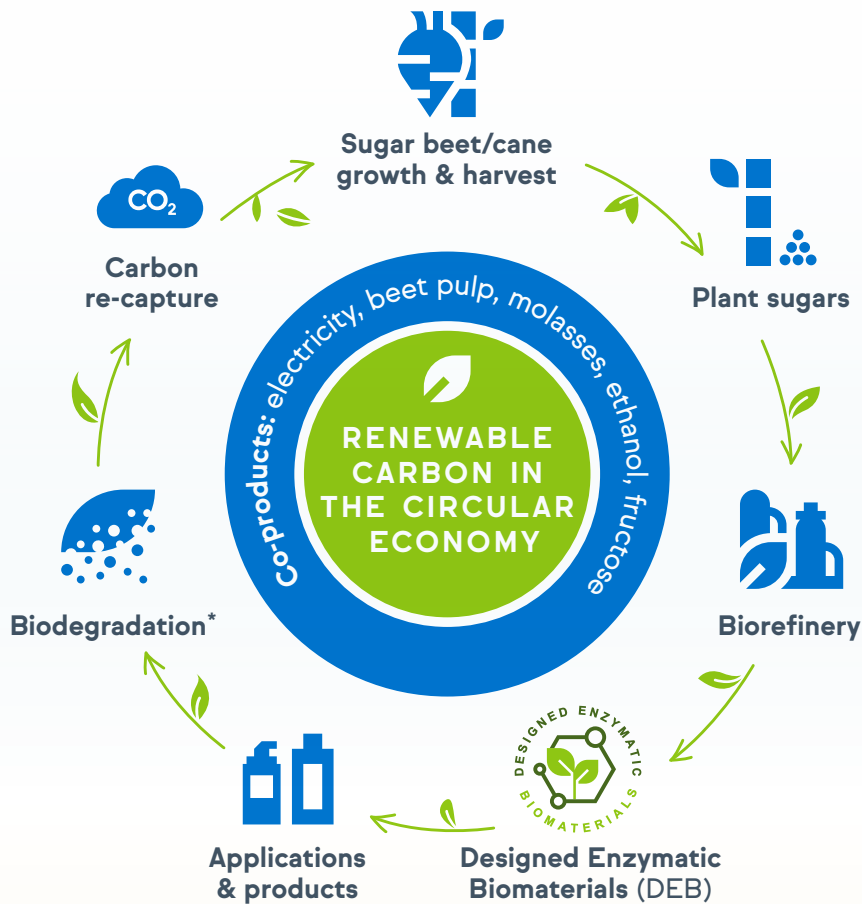 Sugar beet/cane
growth & harvest
CO2
Carbon
re-capture
Plant sugars
Co-products: electricity, beet pulp, molasses, ethanol, fructose
RENEWABLE
CARBON IN
THE CIRCULAR
ECONOMY
Biodegradation*
Biorefinery
DESIGNED ENZYMATIC
BIOMATERIALS
Applications
& products
Designed Enzymatic
Biomaterials (DEB)